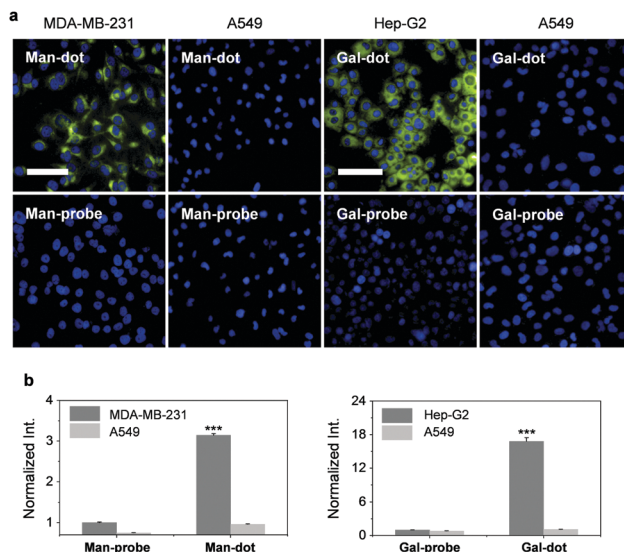 a
MDA-MB-231 A549 Hep-G2 A549
Man-dot Man-dot Gal-dot Gal-dot
Man-probe Man-probe Gal-probe Gal-probe
b
Normalized Int.
4
3
2
1
MDA-MB-231
A549
***
Man-probe Man-dot
Normalized Int.
24
18
12
6
0
Hep-G2
A549
***
Gal-probe Gal-dot